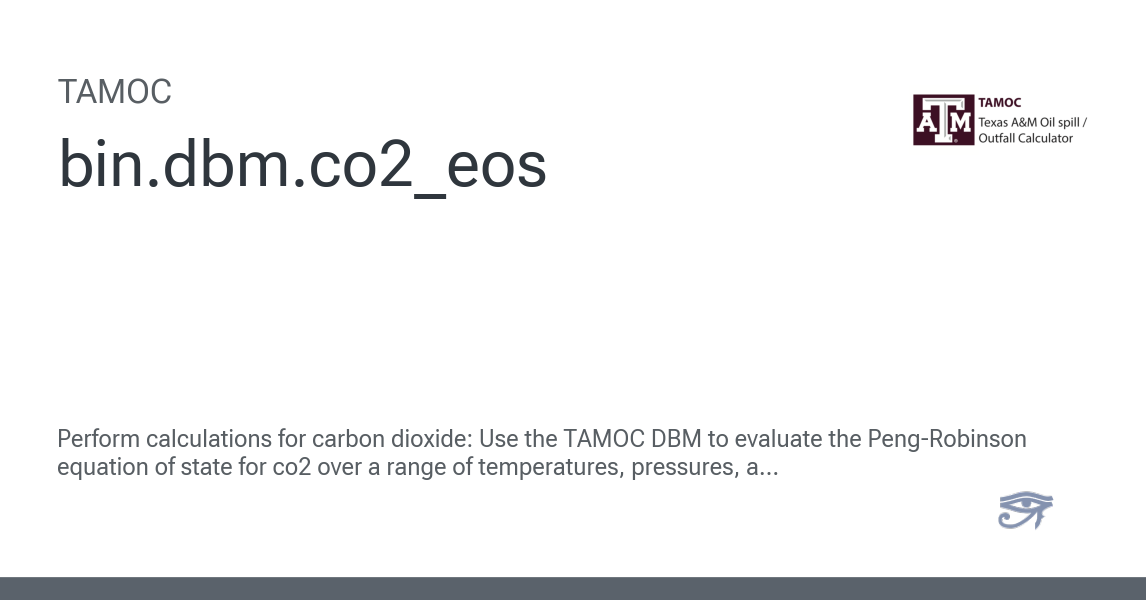 TAMOC
bin.dbm.co2_eos
ATM
TAMOC
Texas A&M Oil spill /
Outfall Calculator
Perform calculations for carbon dioxide: Use the TAMOC DBM to evaluate the Peng-Robinson
equation of state for co2 over a range of temperatures, pressures, a...